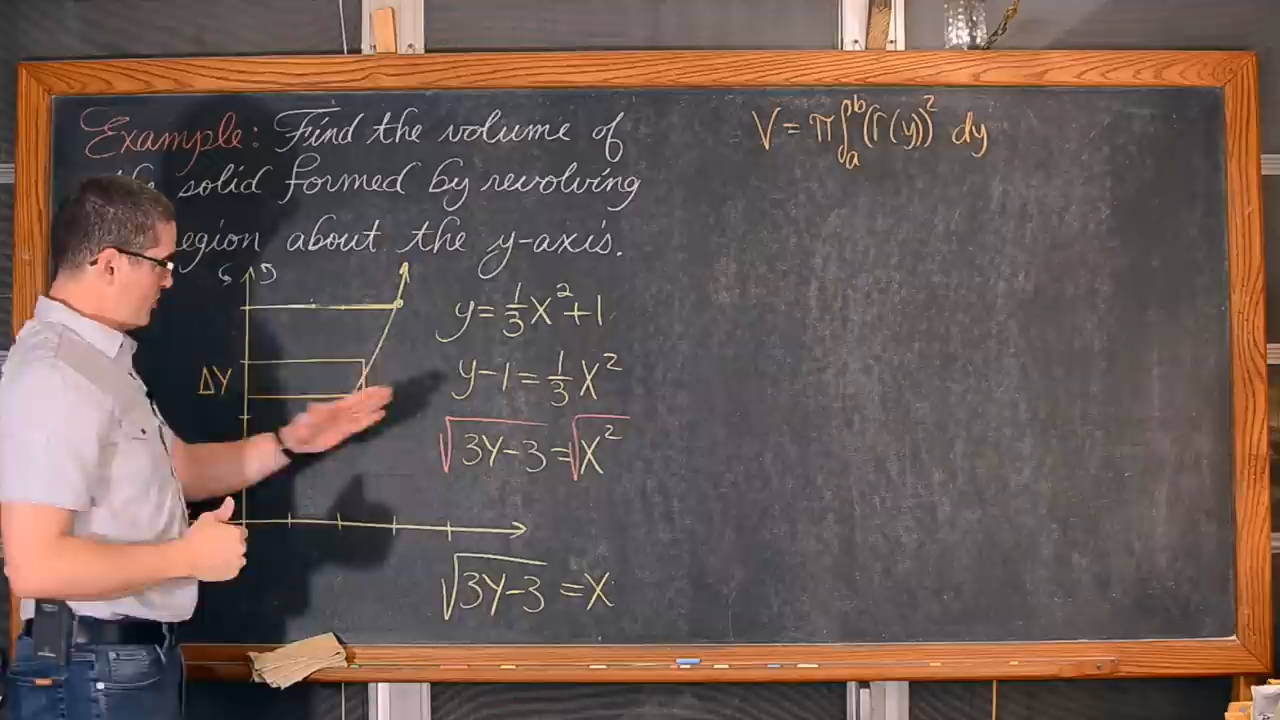 Example: Find the volume of
solid formed by revolving
egion about the y-axis.
V = π∫ₐᵇ(r(y))² dy
y = 1/3 x² + 1
y - 1 = 1/3 x²
√3Y-3 = √x²
√3Y-3 = x
ΔY